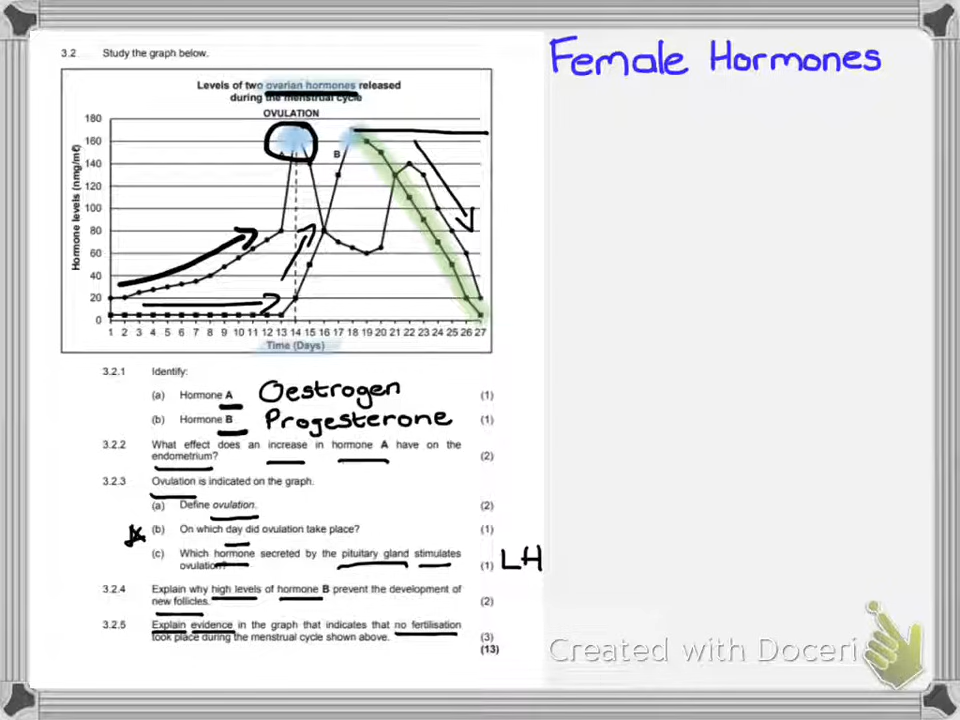 Female Hormones
3.2 Study the graph below.
Levels of two ovarian hormones released
during the menstrual cycle
OVULATION
180
160
140
120
100
80
60
40
20
0
Hormone levels (nmg/mℓ)
B
1 2 3 4 5 6 7 8 9 10 11 12 13 14 15 16 17 18 19 20 21 22 23 24 25 26 27
Time (Days)
3.2.1 Identify:
(a) Hormone A Oestrogen (1)
(b) Hormone B Progesterone (1)
3.2.2 What effect does an increase in hormone A have on the
endometrium? (2)
3.2.3 Ovulation is indicated on the graph.
(a) Define ovulation. (2)
(b) On which day did ovulation take place? (1)
(c) Which hormone secreted by the pituitary gland stimulates
ovulation? (1) LH
3.2.4 Explain why high levels of hormone B prevent the development of
new follicles. (2)
3.2.5 Explain evidence in the graph that indicates that no fertilisation
took place during the menstrual cycle shown above. (3)
(13)
Created with Doceri